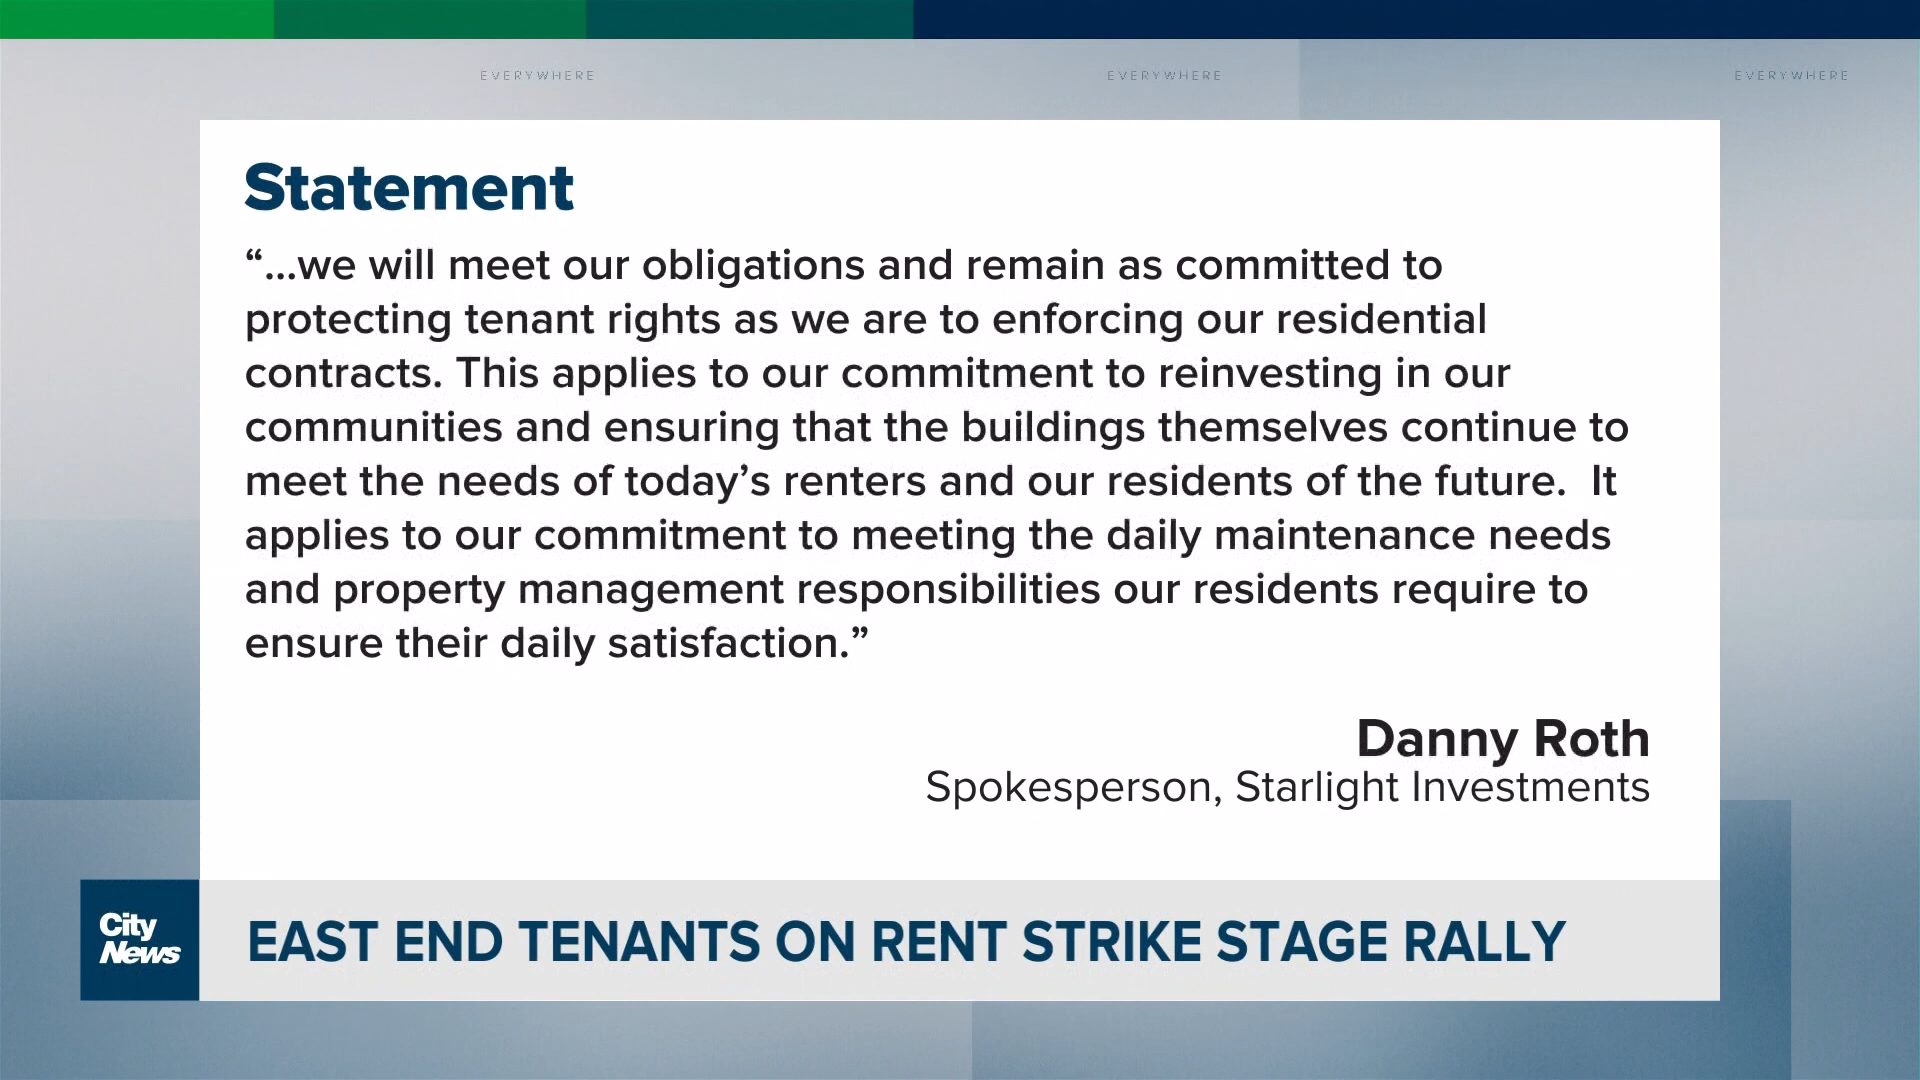 EVERYWHERE EVERYWHERE EVERYWHERE
Statement
“...we will meet our obligations and remain as committed to
protecting tenant rights as we are to enforcing our residential
contracts. This applies to our commitment to reinvesting in our
communities and ensuring that the buildings themselves continue to
meet the needs of today’s renters and our residents of the future.  It
applies to our commitment to meeting the daily maintenance needs
and property management responsibilities our residents require to
ensure their daily satisfaction.”
Danny Roth
Spokesperson, Starlight Investments
City
News
EAST END TENANTS ON RENT STRIKE STAGE RALLY